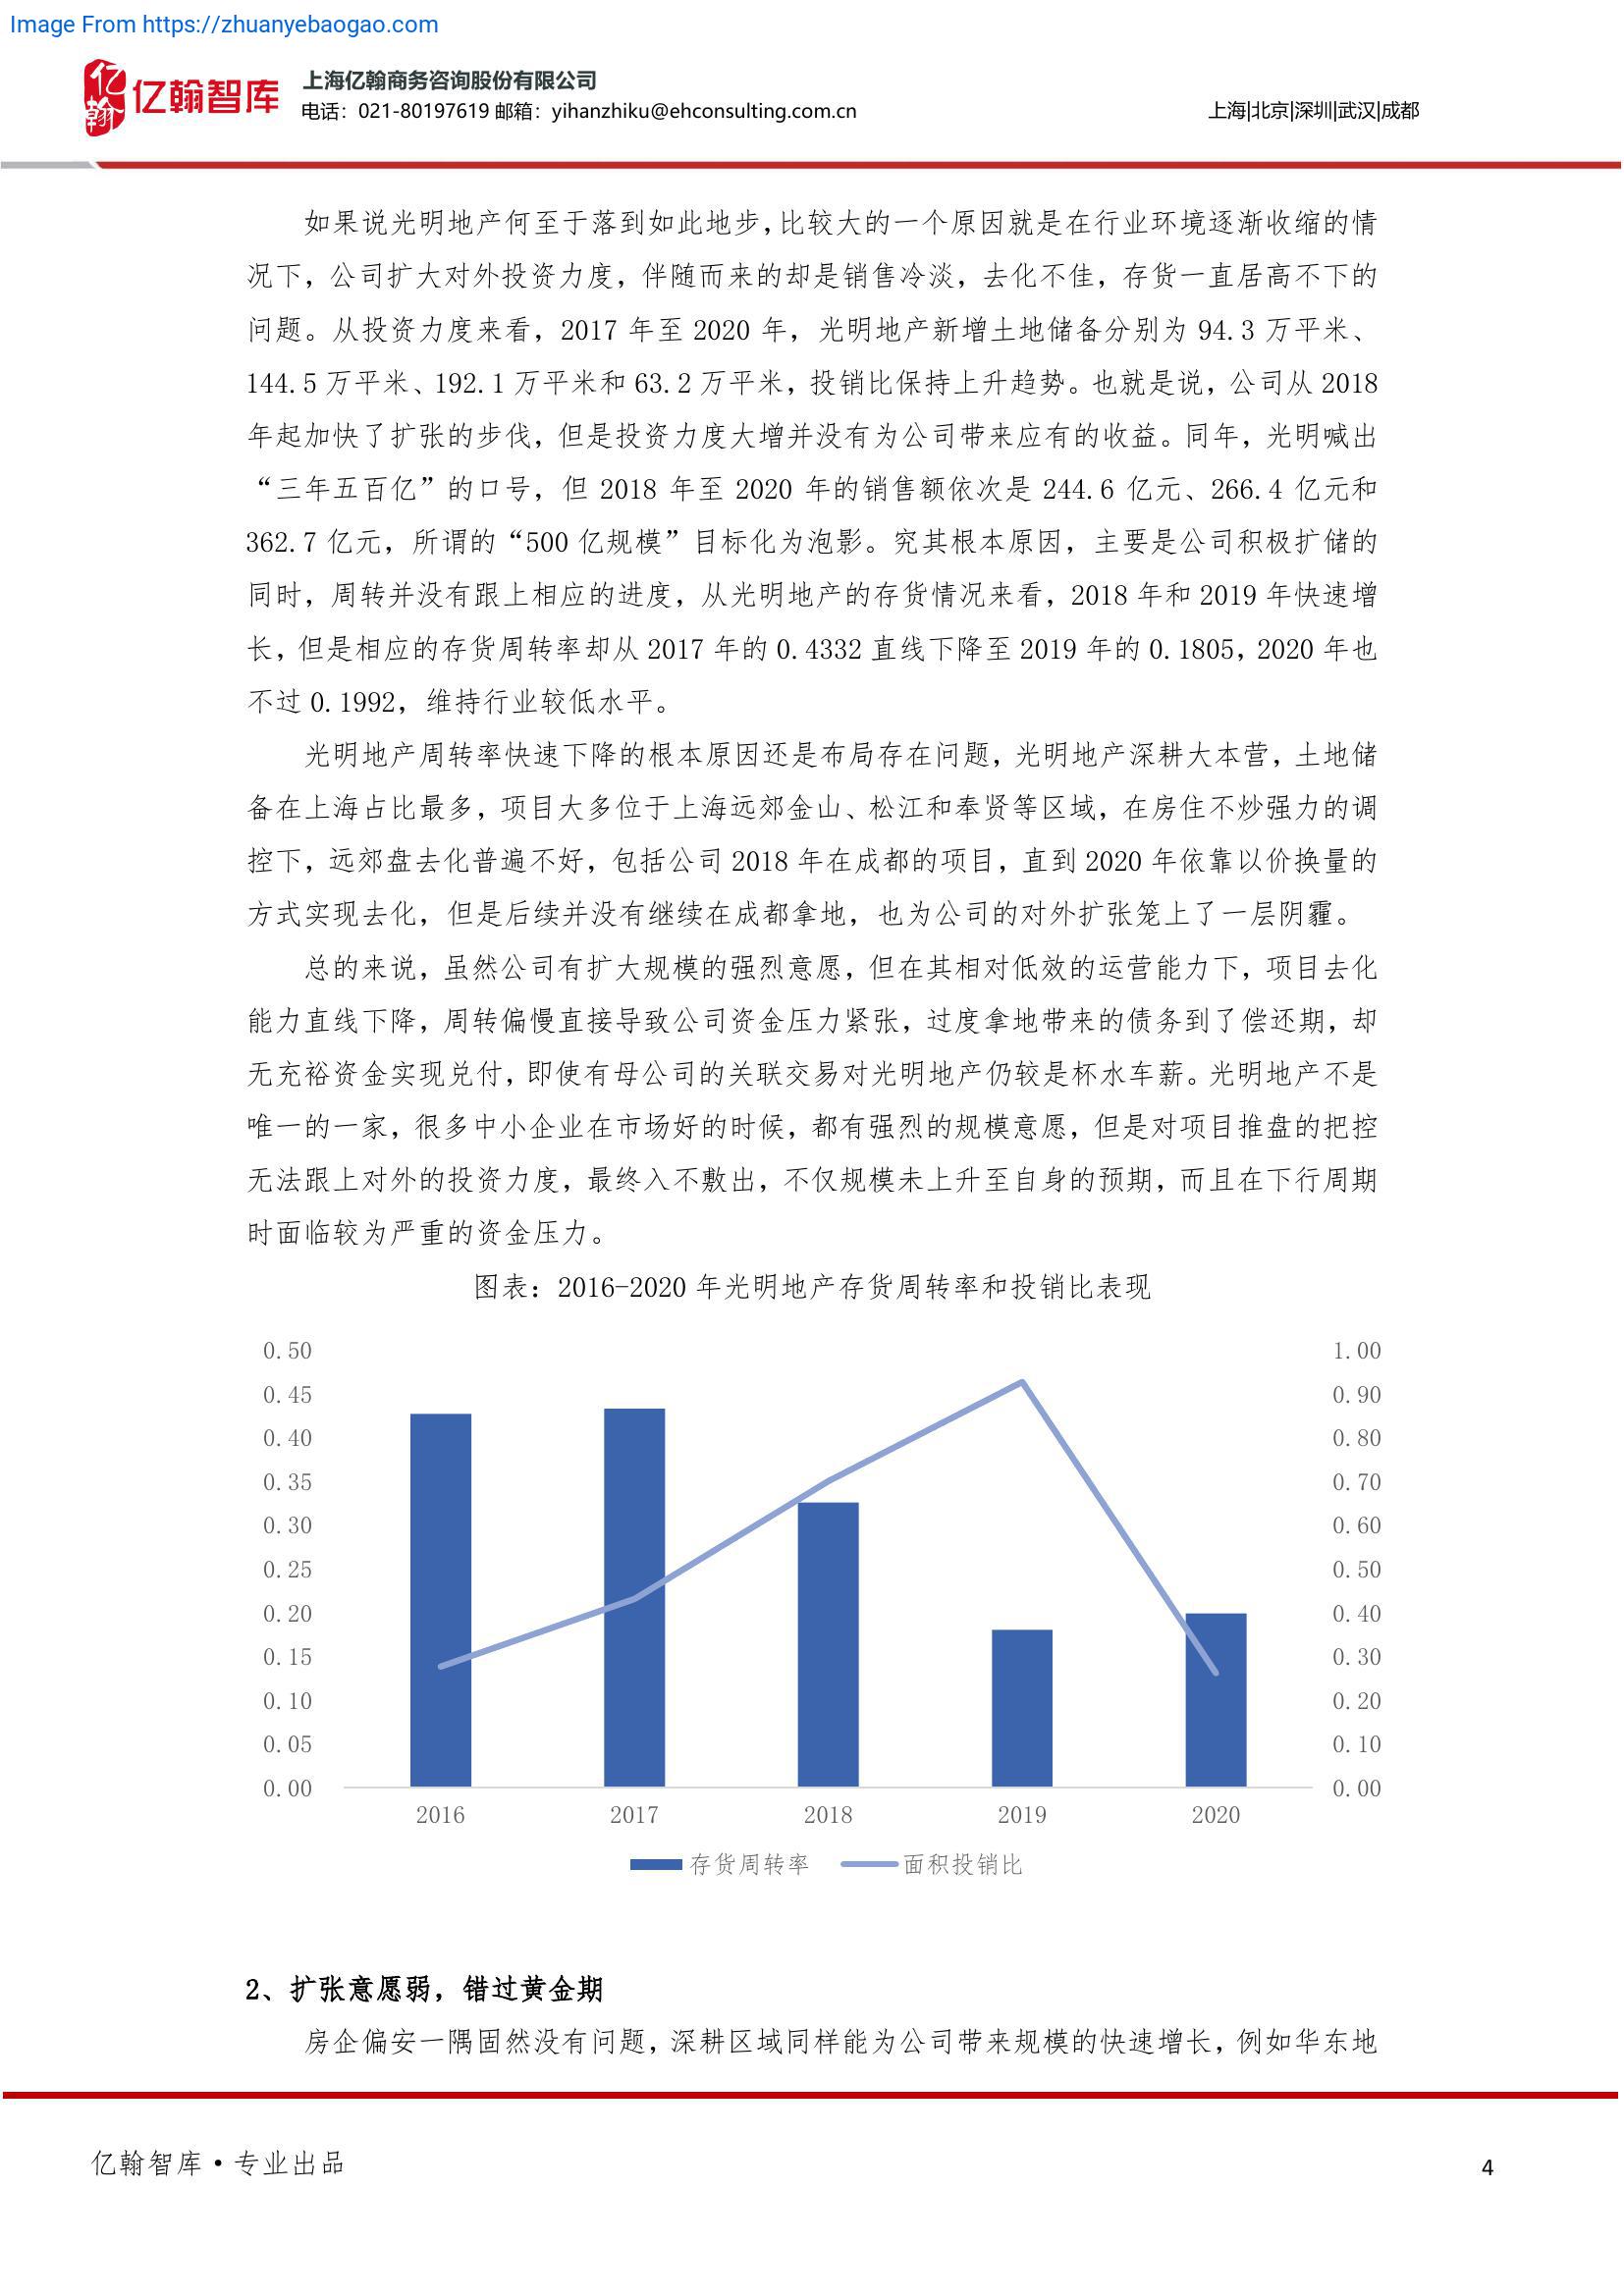 Image From https://zhuanyebaogao.com
亿翰
亿翰智库
上海亿翰商务咨询股份有限公司
电话：021-80197619 邮箱：yihanzhiku@ehconsulting.com.cn
上海|北京|深圳|武汉|成都
如果说光明地产何至于落到如此地步，比较大的一个原因就是在行业环境逐渐收缩的情
况下，公司扩大对外投资力度，伴随而来的却是销售冷淡，去化不佳，存货一直居高不下的
问题。从投资力度来看，2017 年至 2020 年，光明地产新增土地储备分别为 94.3 万平米、
144.5 万平米、192.1 万平米和 63.2 万平米，投销比保持上升趋势。也就是说，公司从 2018
年起加快了扩张的步伐，但是投资力度大增并没有为公司带来应有的收益。同年，光明喊出
“三年五百亿”的口号，但 2018 年至 2020 年的销售额依次是 244.6 亿元、266.4 亿元和
362.7 亿元，所谓的“500 亿规模”目标化为泡影。究其根本原因，主要是公司积极扩储的
同时，周转并没有跟上相应的进度，从光明地产的存货情况来看，2018 年和 2019 年快速增
长，但是相应的存货周转率却从 2017 年的 0.4332 直线下降至 2019 年的 0.1805，2020 年也
不过 0.1992，维持行业较低水平。
光明地产周转率快速下降的根本原因还是布局存在问题，光明地产深耕大本营，土地储
备在上海占比最多，项目大多位于上海远郊金山、松江和奉贤等区域，在房住不炒强力的调
控下，远郊盘去化普遍不好，包括公司 2018 年在成都的项目，直到 2020 年依靠以价换量的
方式实现去化，但是后续并没有继续在成都拿地，也为公司的对外扩张笼上了一层阴霾。
总的来说，虽然公司有扩大规模的强烈意愿，但在其相对低效的运营能力下，项目去化
能力直线下降，周转偏慢直接导致公司资金压力紧张，过度拿地带来的债务到了偿还期，却
无充裕资金实现兑付，即使有母公司的关联交易对光明地产仍较是杯水车薪。光明地产不是
唯一的一家，很多中小企业在市场好的时候，都有强烈的规模意愿，但是对项目推盘的把控
无法跟上对外的投资力度，最终入不敷出，不仅规模未上升至自身的预期，而且在下行周期
时面临较为严重的资金压力。
图表：2016-2020 年光明地产存货周转率和投销比表现
0.50 1.00
0.45 0.90
0.40 0.80
0.35 0.70
0.30 0.60
0.25 0.50
0.20 0.40
0.15 0.30
0.10 0.20
0.05 0.10
0.00 0.00
2016 2017 2018 2019 2020
存货周转率 面积投销比
2、扩张意愿弱，错过黄金期
房企偏安一隅固然没有问题，深耕区域同样能为公司带来规模的快速增长，例如华东地
亿翰智库·专业出品
4